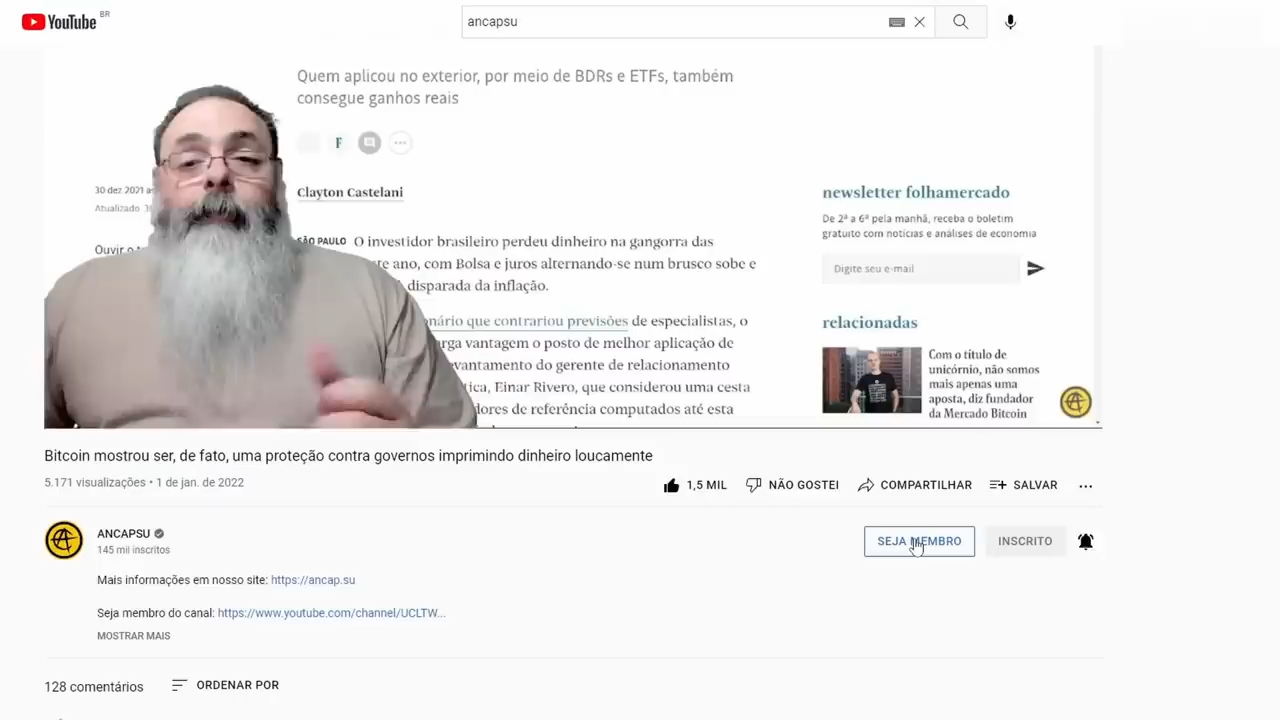 YouTube BR
ancapsu
Quem aplicou no exterior, por meio de BDRs e ETFs, também
consegue ganhos reais
F
30 dez 2021
Clayton Castelani
Atualizado
Ouvir o
SÃO PAULO O investidor brasileiro perdeu dinheiro na gangorra das
te ano, com Bolsa e juros alternando-se num brusco sobe e
disparada da inflação.
nário que contrariou previsões de especialistas, o
rga vantagem o posto de melhor aplicação de
evantamento do gerente de relacionamento
tica, Einar Rivero, que considerou uma cesta
dores de referência computados até esta
newsletter folhamercado
De 2ª a 6ª pela manhã, receba o boletim
gratuito com notícias e análises de economia
Digite seu e-mail
relacionadas
Com o título de
unicórnio, não somos
mais apenas uma
aposta, diz fundador
da Mercado Bitcoin
Bitcoin mostrou ser, de fato, uma proteção contra governos imprimindo dinheiro loucamente
5.171 visualizações • 1 de jan. de 2022
1,5 MIL NÃO GOSTEI COMPARTILHAR SALVAR
ANCAPSU
145 mil inscritos
SEJA MEMBRO INSCRITO
Mais informações em nosso site: https://ancap.su
Seja membro do canal: https://www.youtube.com/channel/UCLTW...
MOSTRAR MAIS
128 comentários ORDENAR POR